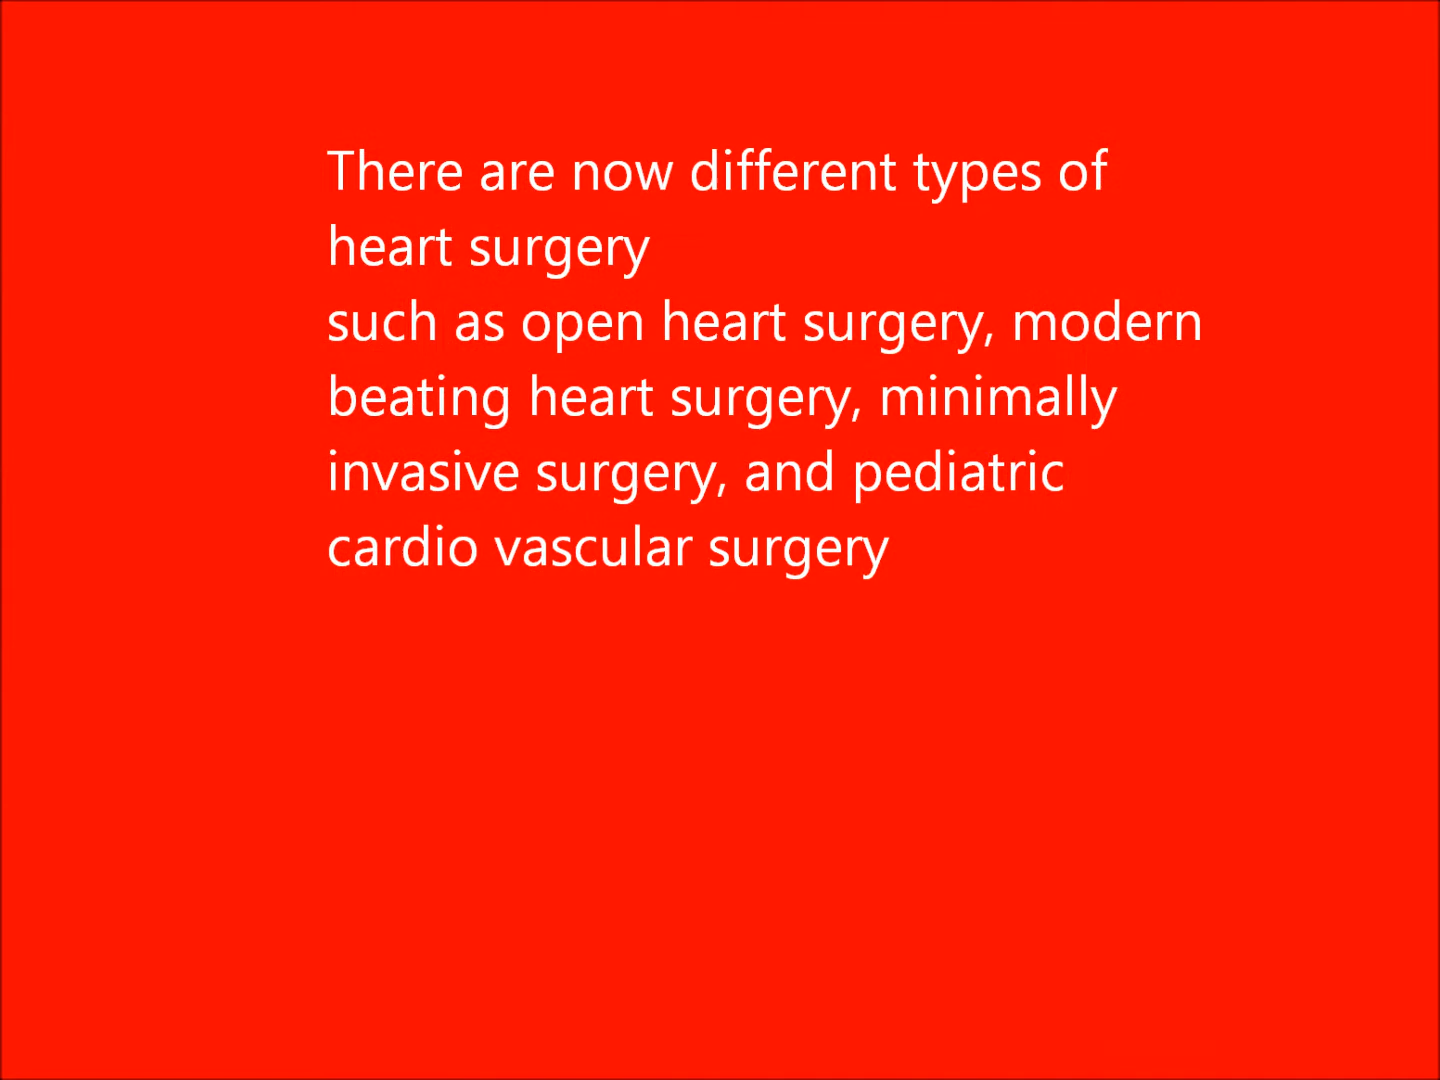 There are now different types of
heart surgery
such as open heart surgery, modern
beating heart surgery, minimally
invasive surgery, and pediatric
cardio vascular surgery